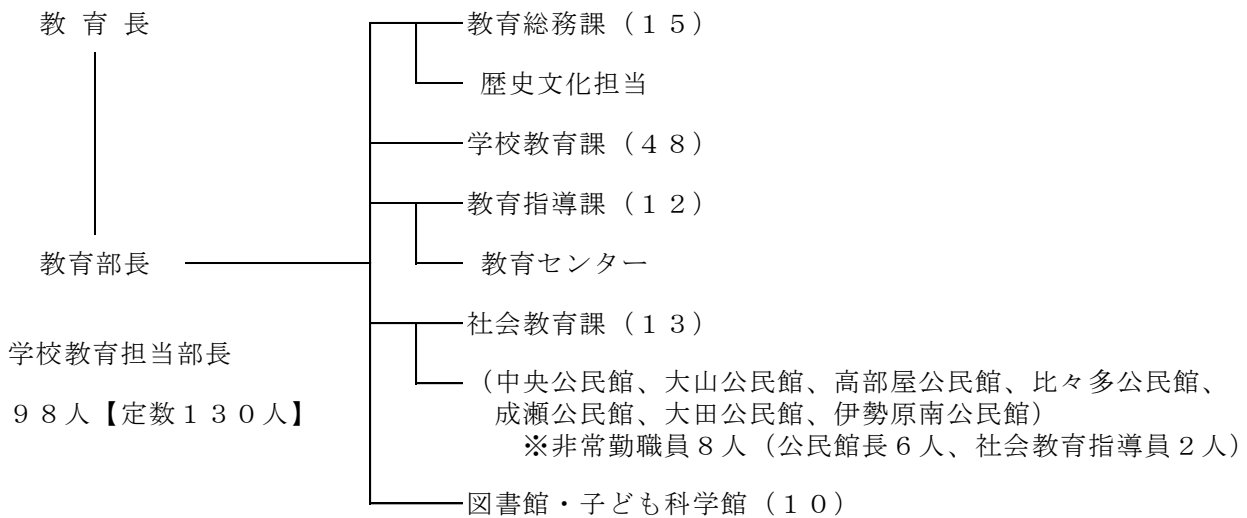 教 育 長
教育部長
学校教育担当部長
９８人【定数１３０人】
教育総務課（１５）
歴史文化担当
学校教育課（４８）
教育指導課（１２）
教育センター
社会教育課（１３）
（中央公民館、大山公民館、高部屋公民館、比々多公民館、
成瀬公民館、大田公民館、伊勢原南公民館）
※非常勤職員８人（公民館長６人、社会教育指導員２人）
図書館・子ども科学館（１０）